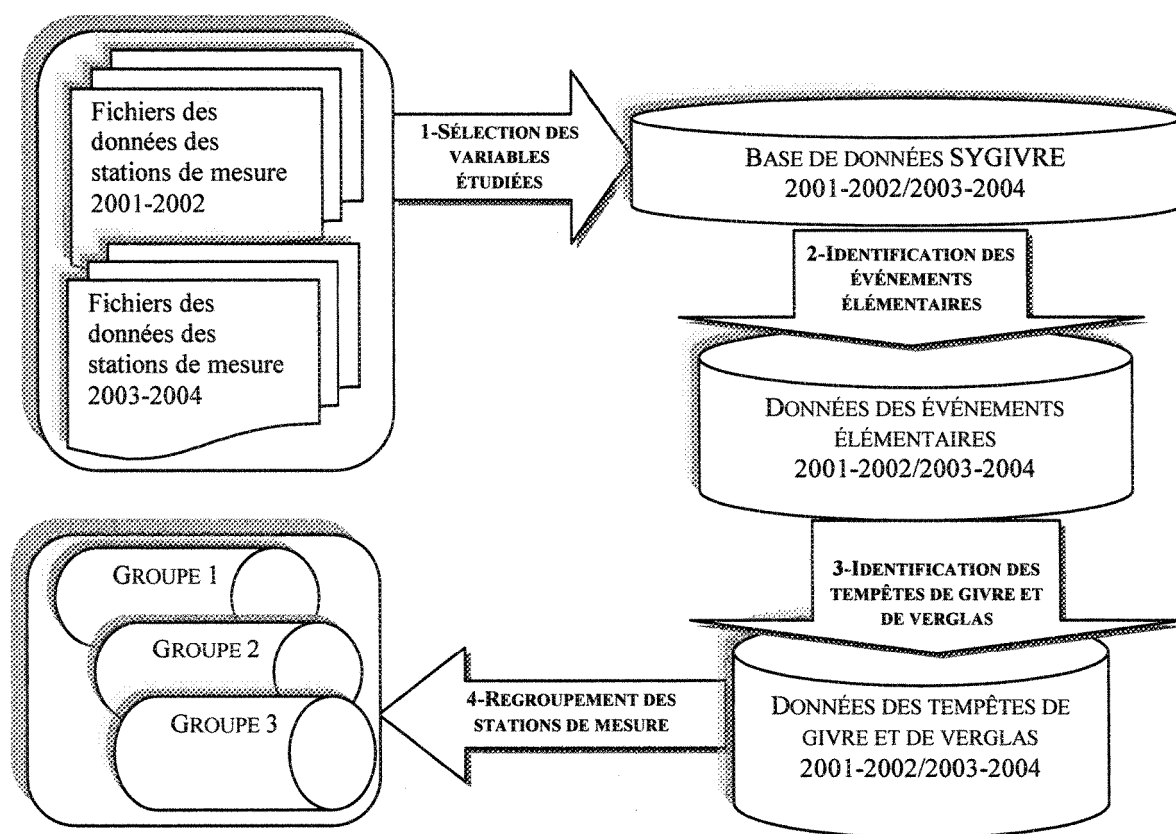 Fichiers des
données des
stations de mesure
2001-2002
Fichiers des
données des
stations de mesure
2003-2004
1-SÉLECTION DES
VARIABLES
ÉTUDIÉES
BASE DE DONNÉES SYGIVRE
2001-2002/2003-2004
2-IDENTIFICATION DES
ÉVÉNEMENTS
ÉLÉMENTAIRES
DONNÉES DES ÉVÉNEMENTS
ÉLÉMENTAIRES
2001-2002/2003-2004
3-IDENTIFICATION DES
TEMPÊTES DE GIVRE ET
DE VERGLAS
DONNÉES DES TEMPÊTES DE
GIVRE ET DE VERGLAS
2001-2002/2003-2004
4-REGROUPEMENT DES
STATIONS DE MESURE
GROUPE 1
GROUPE 2
GROUPE 3